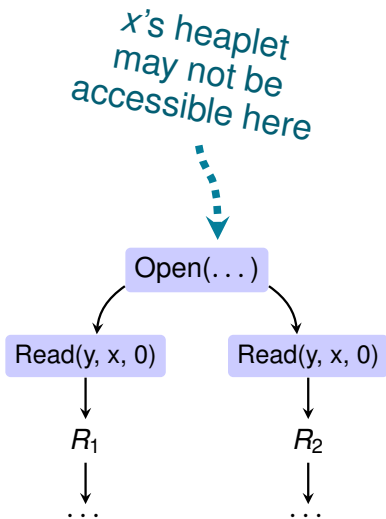 x's heaplet
may not be
accessible here
Open(...)
Read(y, x, 0) Read(y, x, 0)
R₁ R₂
... ...